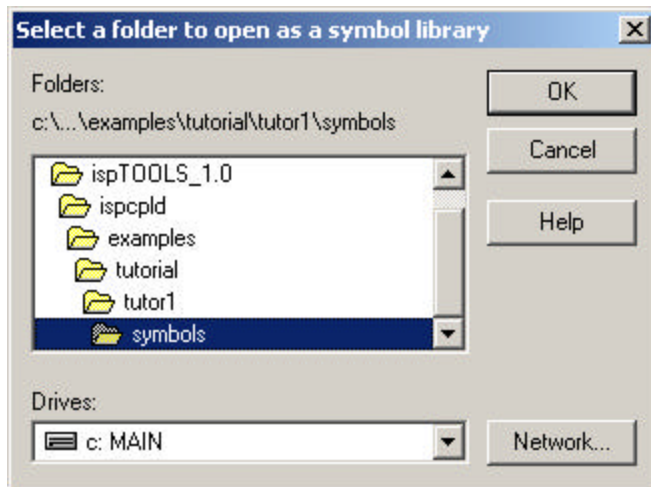 Select a folder to open as a symbol library
Folders:
c:\...\examples\tutorial\tutor1\symbols
OK
Cancel
Help
ispTOOLS_1.0
ispcpld
examples
tutorial
tutor1
symbols
Drives:
c: MAIN
Network...